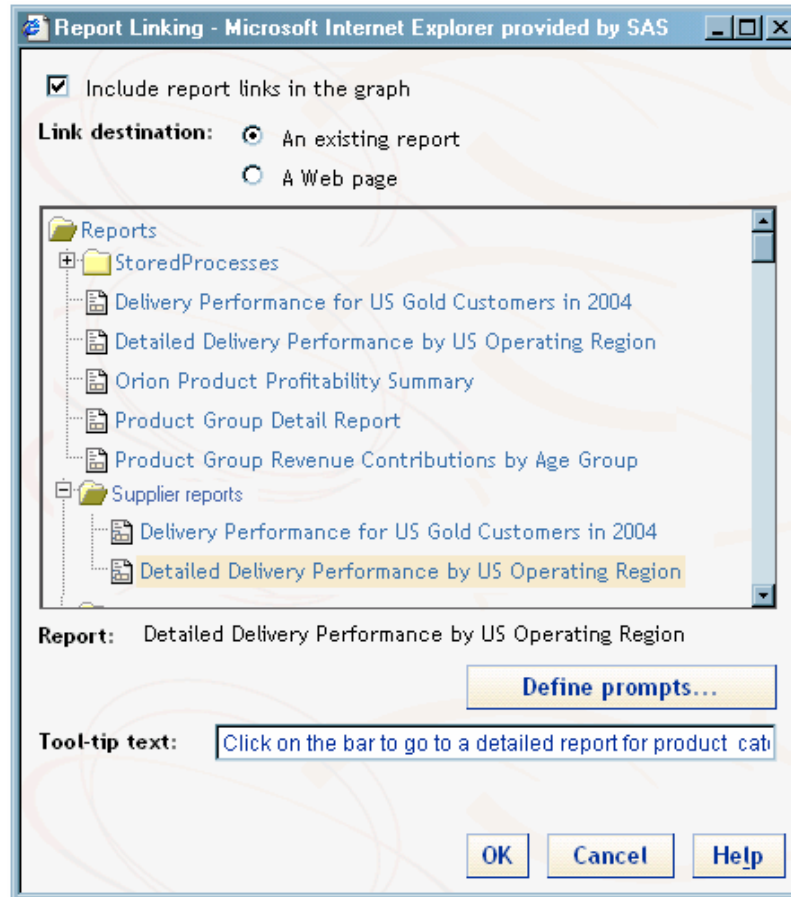 Report Linking - Microsoft Internet Explorer provided by SAS
Include report links in the graph
Link destination: An existing report
A Web page
Reports
StoredProcesses
Delivery Performance for US Gold Customers in 2004
Detailed Delivery Performance by US Operating Region
Orion Product Profitability Summary
Product Group Detail Report
Product Group Revenue Contributions by Age Group
Supplier reports
Delivery Performance for US Gold Customers in 2004
Detailed Delivery Performance by US Operating Region
Report: Detailed Delivery Performance by US Operating Region
Define prompts...
Tool-tip text: Click on the bar to go to a detailed report for product
OK Cancel Help